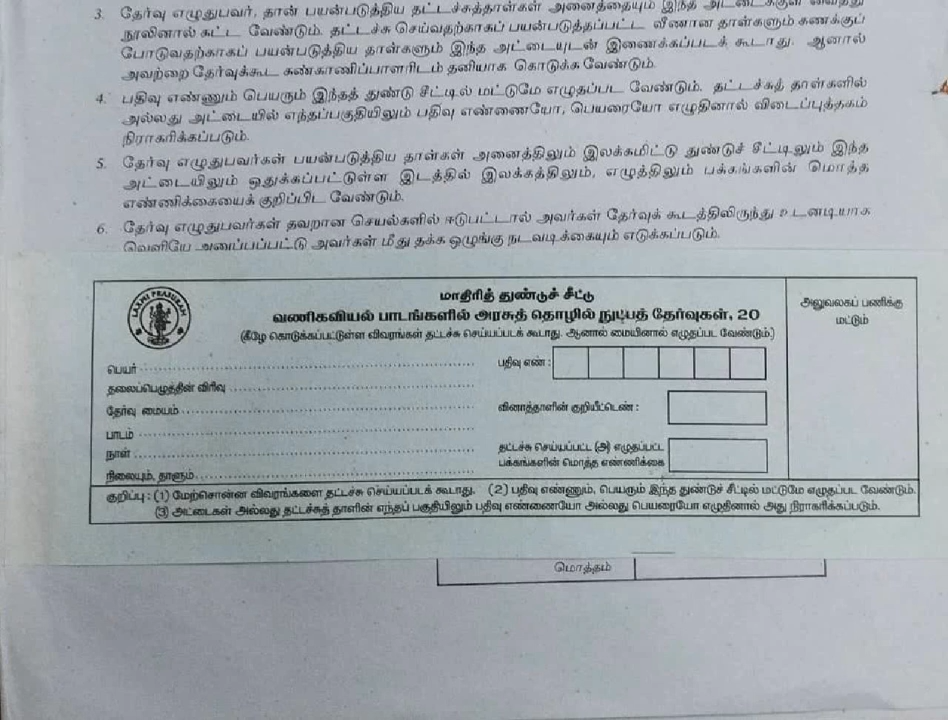 3. தேர்வு எழுதுபவர், தான் பயன்படுத்திய தட்டச்சுத்தாள்கள் அனைத்தையும் இந்த அட்டைக்குள் வைத்து
நூலினால் கட்ட வேண்டும். தட்டச்சு செய்வதற்காகப் பயன்படுத்தப்பட்ட வீணான தாள்களும் கணக்குப்
போடுவதற்காகப் பயன்படுத்திய தாள்களும் இந்த அட்டையுடன் இணைக்கப்படக் கூடாது. ஆனால்
அவற்றை தேர்வுக்கூட கண்காணிப்பாளரிடம் தனியாக கொடுக்க வேண்டும்.
4. பதிவு எண்ணும் பெயரும் இந்தத் துண்டு சீட்டில் மட்டுமே எழுதப்பட வேண்டும். தட்டச்சுத் தாள்களில்
அல்லது அட்டையில் எந்தப்பகுதியிலும் பதிவு எண்ணையோ, பெயரையோ எழுதினால் விடைப்புத்தகம்
நிராகரிக்கப்படும்.
5. தேர்வு எழுதுபவர்கள் பயன்படுத்திய தாள்கள் அனைத்திலும் இலக்கமிட்டு துண்டுச் சீட்டிலும் இந்த
அட்டையிலும் ஒதுக்கப்பட்டுள்ள இடத்தில் இலக்கத்திலும், எழுத்திலும் பக்கங்களின் மொத்த
எண்ணிக்கையைக் குறிப்பிட வேண்டும்.
6. தேர்வு எழுதுபவர்கள் தவறான செயல்களில் ஈடுபட்டால் அவர்கள் தேர்வுக் கூடத்திலிருந்து உடனடியாக
வெளியே அனுப்பப்பட்டு அவர்கள் மீது தக்க ஒழுங்கு நடவடிக்கையும் எடுக்கப்படும்.
LAXMI PRASURAM
மாதிரித் துண்டுச் சீட்டு
வணிகவியல் பாடங்களில் அரசுத் தொழில் நுட்பத் தேர்வுகள், 20
(கீழே கொடுக்கப்பட்டுள்ள விவரங்கள் தட்டச்சு செய்யப்படக் கூடாது. ஆனால் மையினால் எழுதப்பட வேண்டும்.)
அலுவலகப் பணிக்கு
மட்டும்
பெயர்
பதிவு எண் :
தலைப்பெழுத்தின் விரிவு
தேர்வு மையம்
வினாத்தாளின் குறியீட்டெண் :
பாடம்
நாள்
தட்டச்சு செய்யப்பட்ட (அ) எழுதப்பட்ட
பக்கங்களின் மொத்த எண்ணிக்கை
நிலையும், தாளும்
குறிப்பு : (1) மேற்சொன்ன விவரங்களை தட்டச்சு செய்யப்படக் கூடாது. (2) பதிவு எண்ணும், பெயரும் இந்த துண்டுச் சீட்டில் மட்டுமே எழுதப்பட வேண்டும்.
(3) அட்டைகள் அல்லது தட்டச்சுத் தாளின் எந்தப் பகுதியிலும் பதிவு எண்ணையோ அல்லது பெயரையோ எழுதினால் அது நிராகரிக்கப்படும்.
மொத்தம்